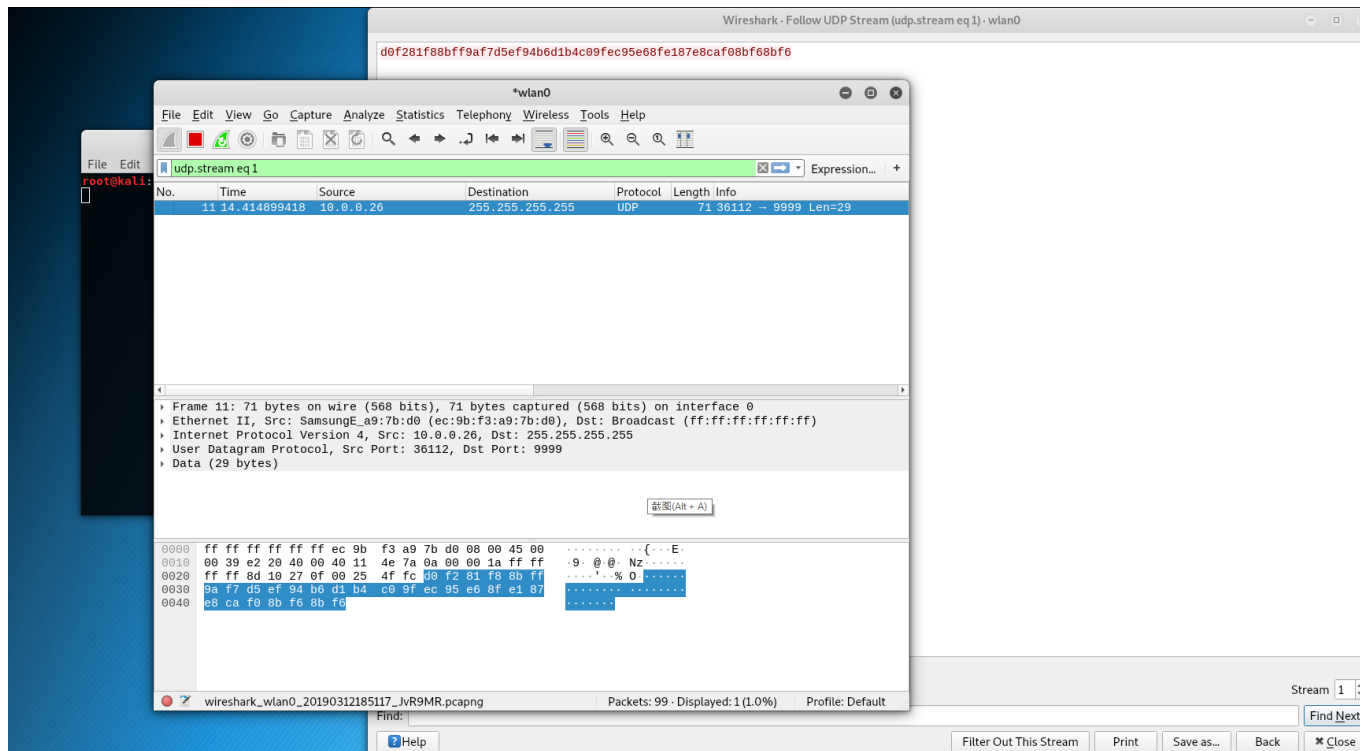 Wireshark · Follow UDP Stream (udp.stream eq 1) · wlan0
d0f281f88bff9af7d5ef94b6d1b4c09fec95e68fe187e8caf08bf68bf6
*wlan0
File Edit View Go Capture Analyze Statistics Telephony Wireless Tools Help
File Edit
root@kali:
udp.stream eq 1
Expression... +
No. Time Source Destination Protocol Length Info
11 14.414899418 10.0.0.26 255.255.255.255 UDP 71 36112 → 9999 Len=29
Frame 11: 71 bytes on wire (568 bits), 71 bytes captured (568 bits) on interface 0
Ethernet II, Src: SamsungE_a9:7b:d0 (ec:9b:f3:a9:7b:d0), Dst: Broadcast (ff:ff:ff:ff:ff:ff)
Internet Protocol Version 4, Src: 10.0.0.26, Dst: 255.255.255.255
User Datagram Protocol, Src Port: 36112, Dst Port: 9999
Data (29 bytes)
截图(Alt + A)
0000 ff ff ff ff ff ff ec 9b f3 a9 7b d0 08 00 45 00 ········ ··{···E·
0010 00 39 e2 20 40 00 40 11 4e 7a 0a 00 00 1a ff ff ·9· @·@· Nz······
0020 ff ff 8d 10 27 0f 00 25 4f fc d0 f2 81 f8 8b ff ····'··% O·······
0030 9a f7 d5 ef 94 b6 d1 b4 c0 9f ec 95 e6 8f e1 87 ········ ········
0040 e8 ca f0 8b f6 8b f6 ·······
wireshark_wlan0_20190312185117_JvR9MR.pcapng Packets: 99 · Displayed: 1 (1.0%) Profile: Default
Stream 1
Find: Find Next
Help Filter Out This Stream Print Save as... Back Close